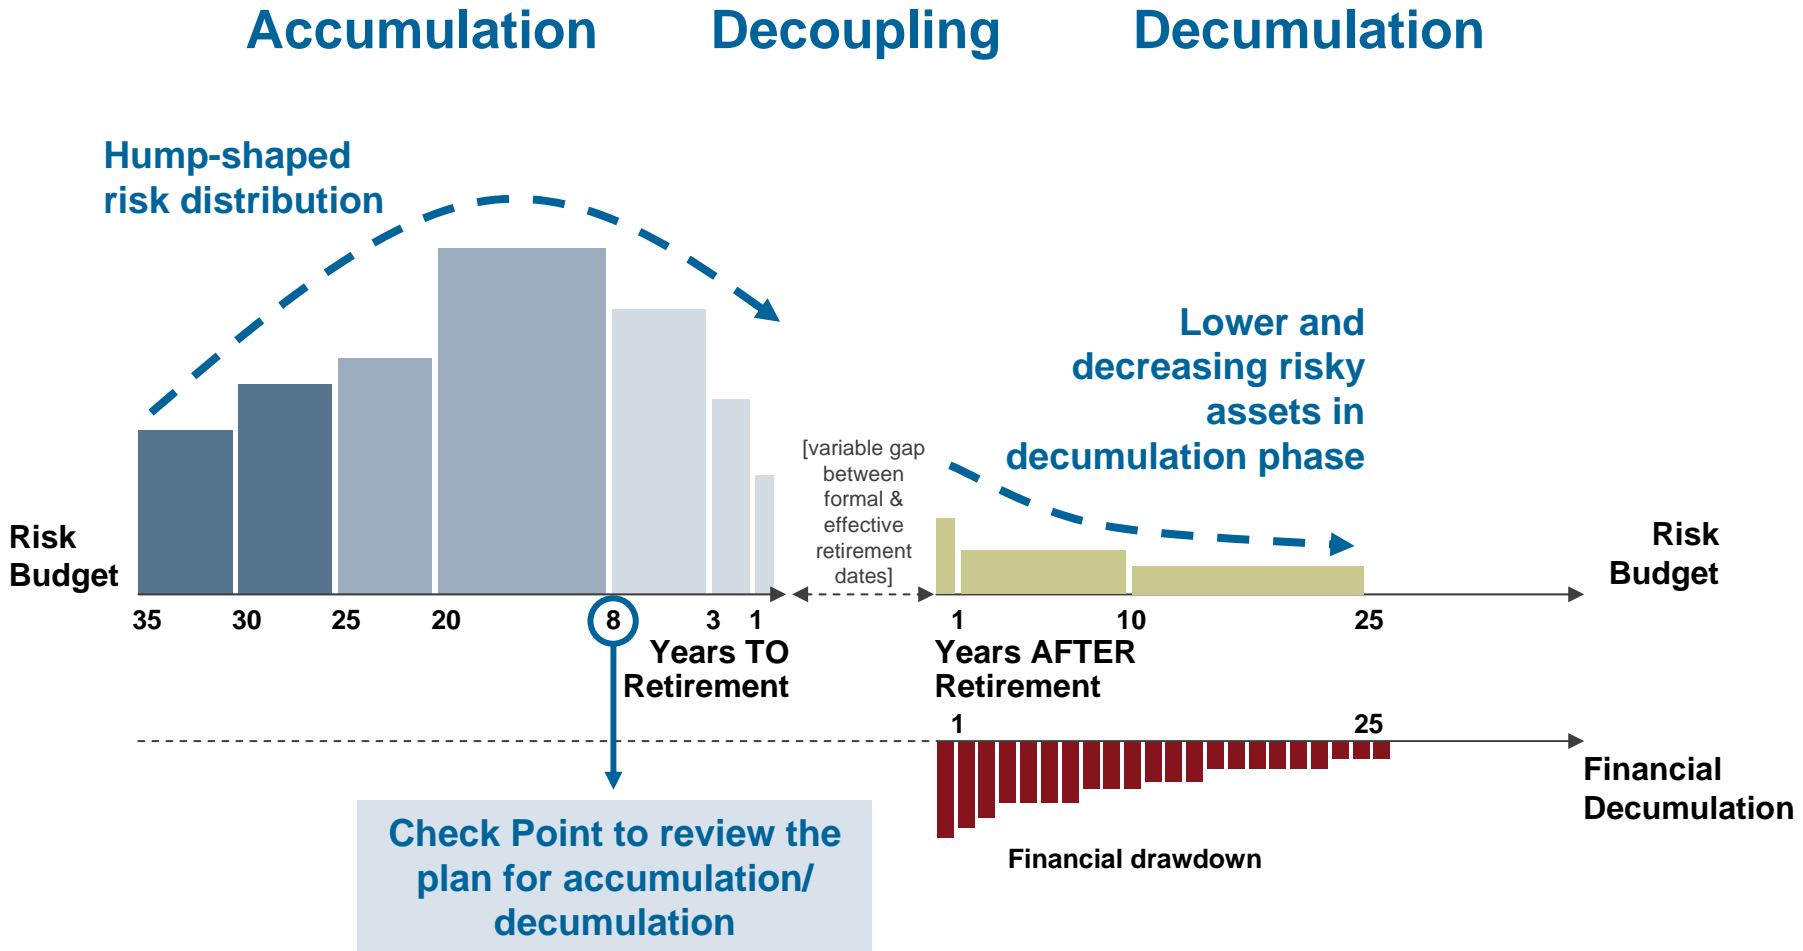 Accumulation
Decoupling
Decumulation
Hump-shaped
risk distribution
Lower and
decreasing risky
assets in
decumulation phase
[variable gap
between
formal &
effective
retirement
dates]
Risk
Budget
Risk
Budget
35 30 25 20 8 3 1
1 10 25
Years TO
Retirement
Years AFTER
Retirement
1 25
Financial
Decumulation
Check Point to review the
plan for accumulation/
decumulation
Financial drawdown